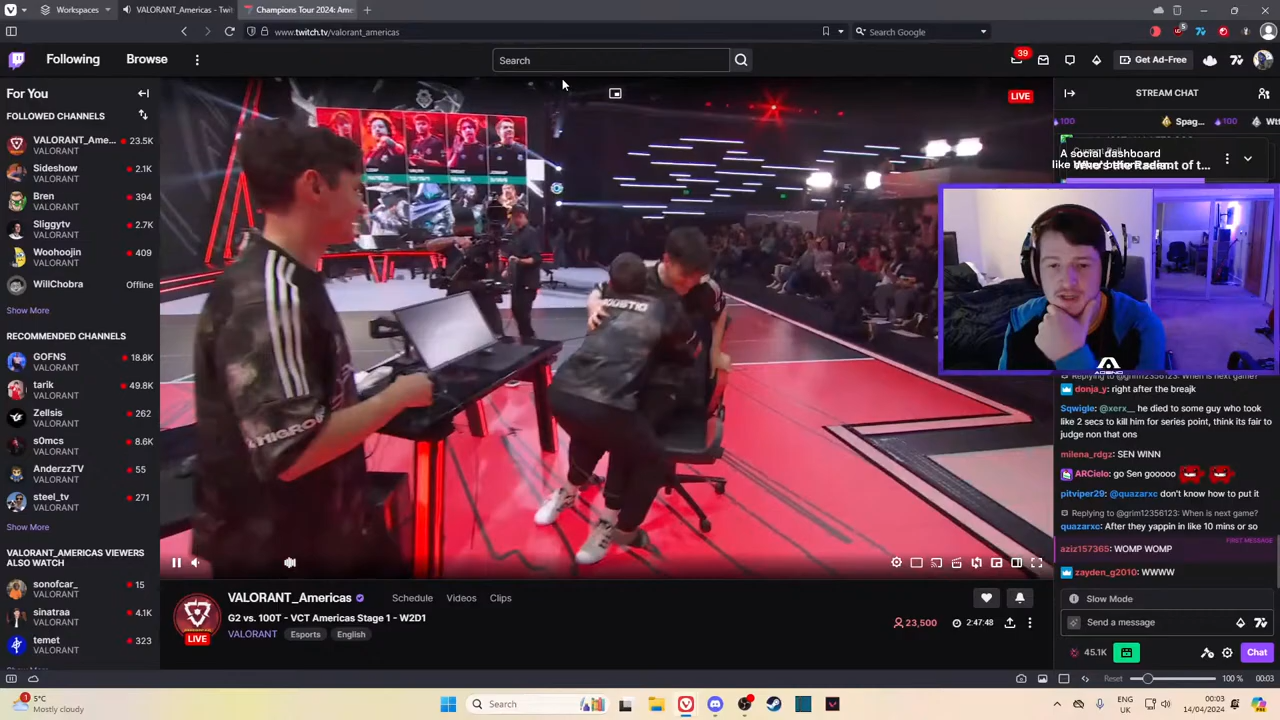 Workspaces
VALORANT_Americas - Twit
Champions Tour 2024: Ame
www.twitch.tv/valorant_americas
Search Google
Following
Browse
Search
39
Get Ad-Free
For You
FOLLOWED CHANNELS
VALORANT_Ame...
23.5K
VALORANT
Sideshow
2.1K
VALORANT
Bren
394
VALORANT
Sliggytv
2.7K
VALORANT
Woohoojin
409
VALORANT
WillChobra
Offline
Show More
RECOMMENDED CHANNELS
GOFNS
18.8K
VALORANT
tarik
49.8K
VALORANT
Zellsis
262
VALORANT
s0mcs
8.6K
VALORANT
AnderzzTV
55
VALORANT
steel_tv
271
VALORANT
Show More
VALORANT_AMERICAS VIEWERS
ALSO WATCH
sonofcar_
15
VALORANT
sinatraa
4.1K
VALORANT
temet
323
VALORANT
LIVE
VALORANT_Americas
Schedule
Videos
Clips
G2 vs. 100T - VCT Americas Stage 1 - W2D1
VALORANT
Esports
English
LIVE
23,500
2:47:48
STREAM CHAT
100
Spag...
100
A social dashboard
donja_y: right after the breajk
Sqwigle: @xerx__ he died to some guy who took
like 2 secs to kill him for series point, think its fair to
judge non that ons
milena_rdgz: SEN WINN
ARCielo: go Sen gooooo
pitviper29: @quazarxc don't know how to put it
Replying to @grim12356123: When is next game?
quazarxc: After they yappin in like 10 mins or so
FIRST MESSAGE
aziz157365: WOMP WOMP
zayden_g2010: WWWW
Slow Mode
Send a message
45.1K
Chat
Reset
100 %
00:03
5°C
Mostly cloudy
Search
ENG
UK
00:03
14/04/2024